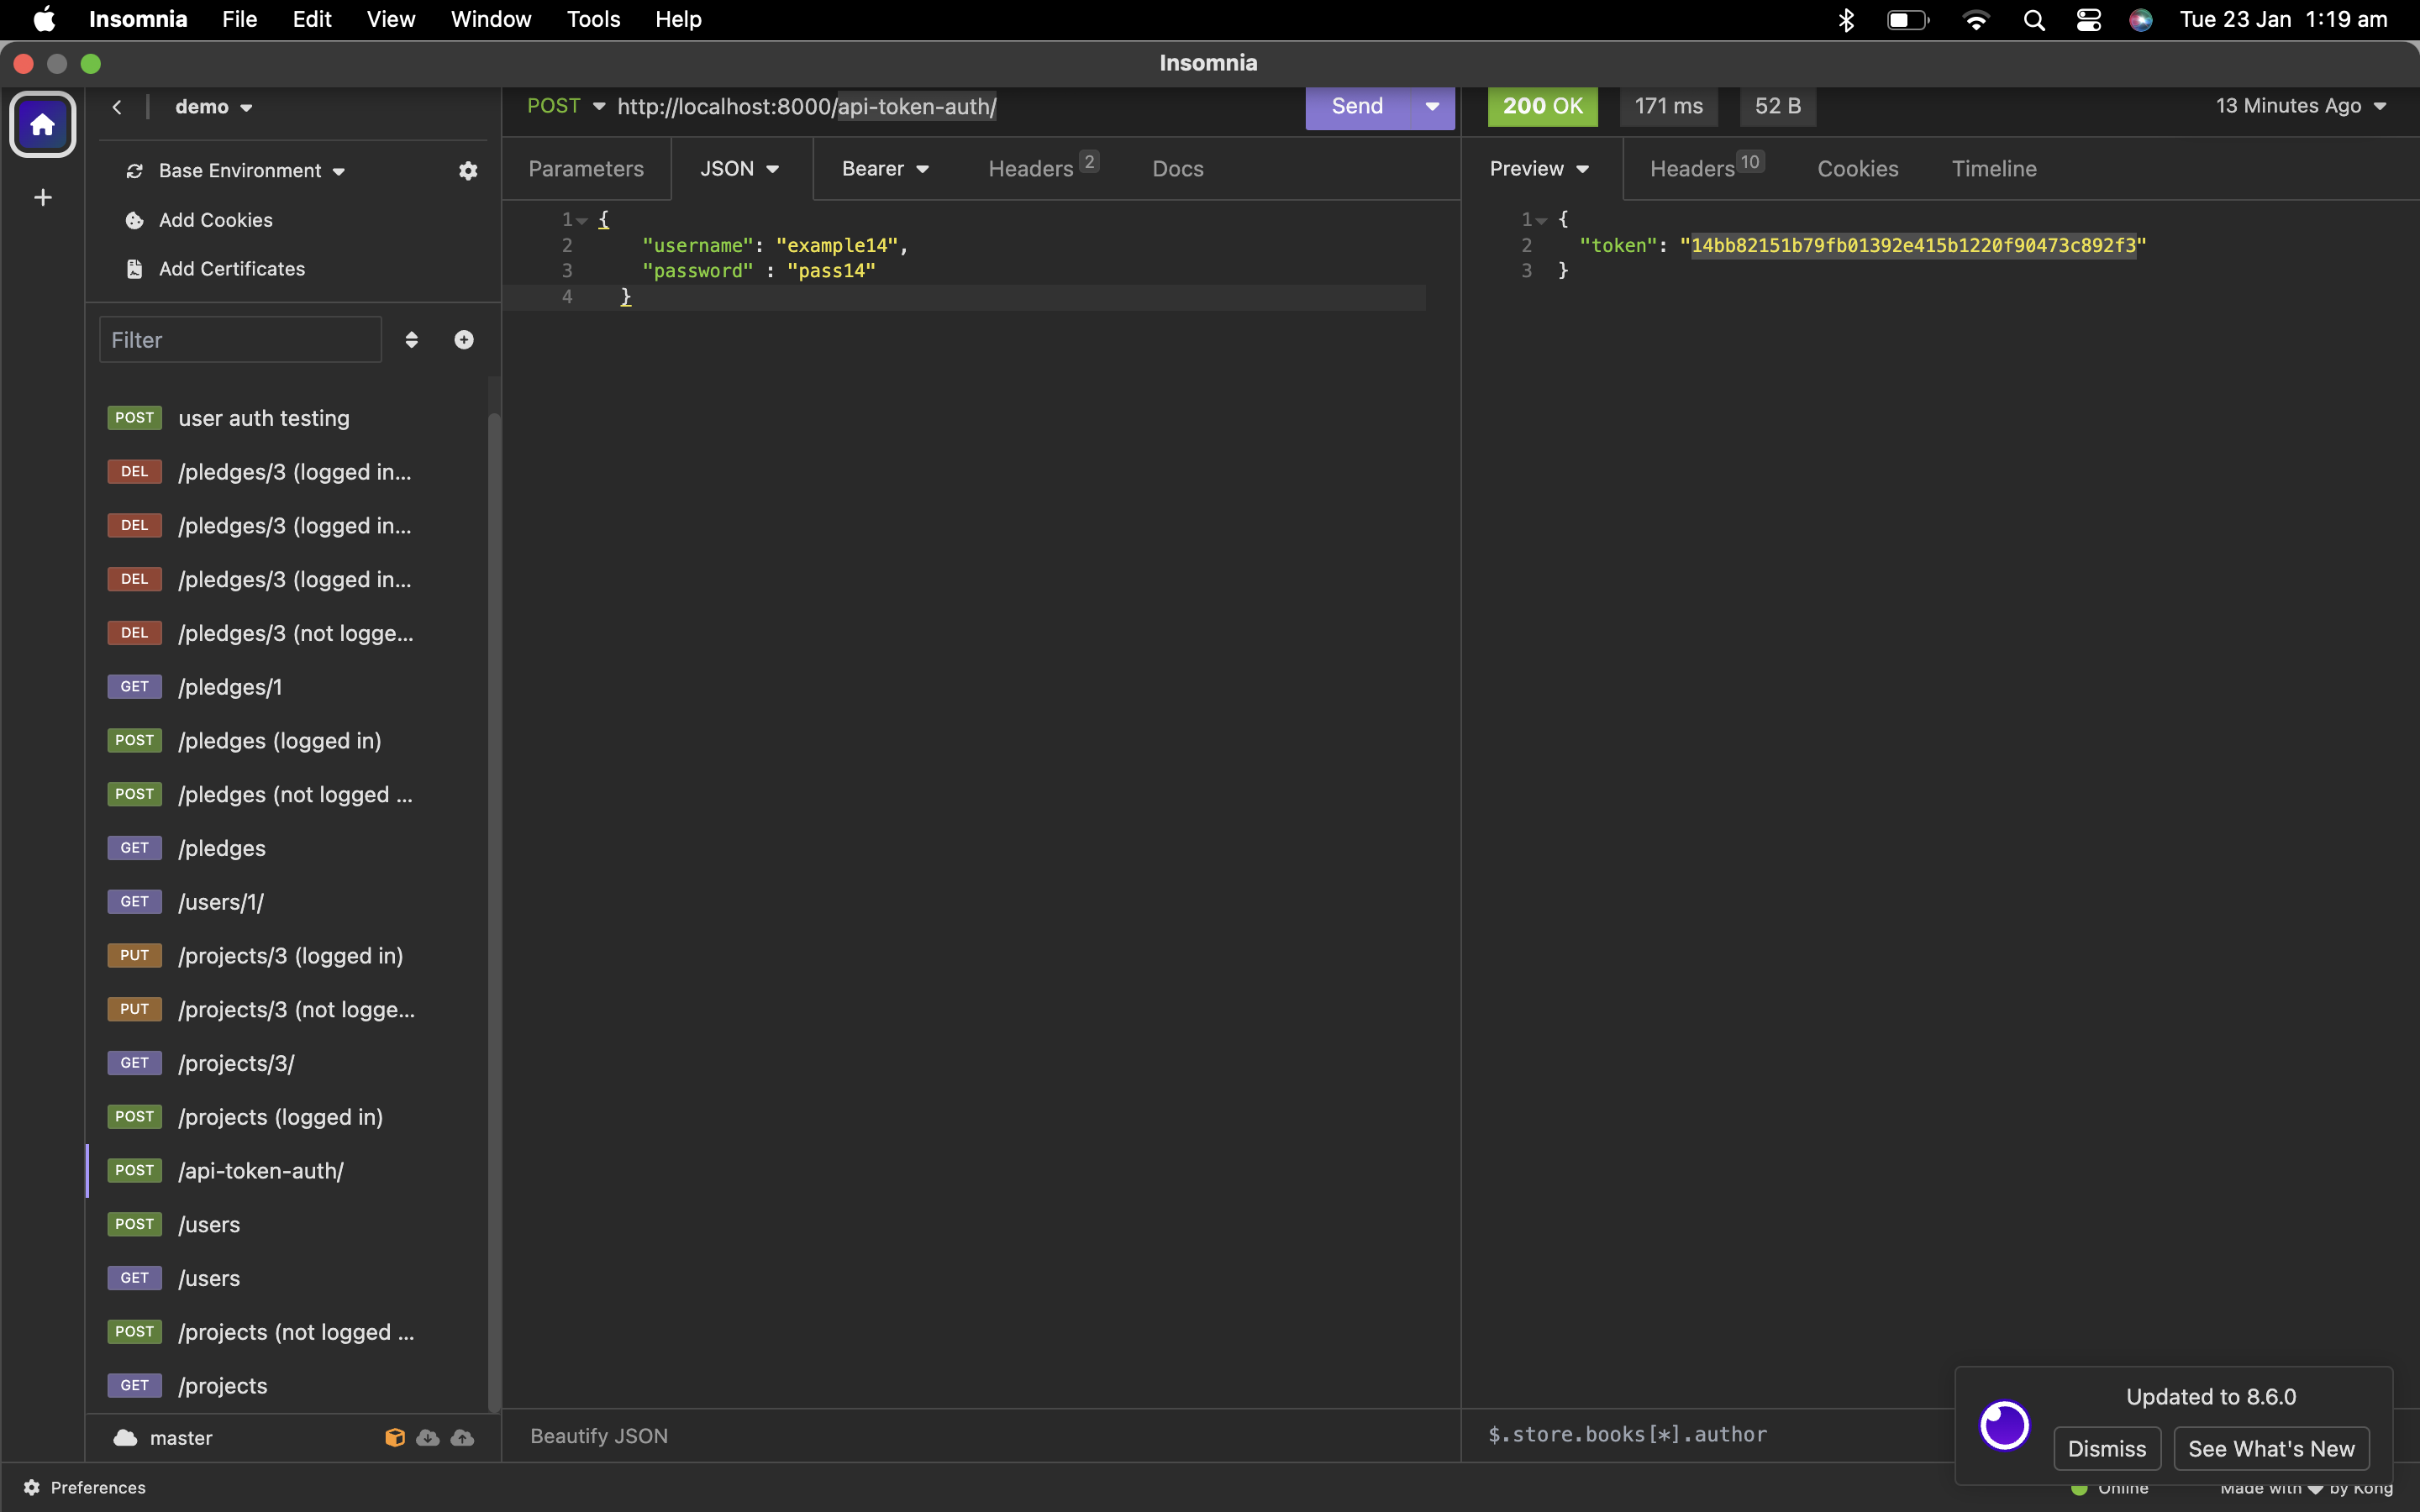 Insomnia File Edit View Window Tools Help Tue 23 Jan 1:19 am
Insomnia
demo
Base Environment
Add Cookies
Add Certificates
Filter
POST user auth testing
DEL /pledges/3 (logged in...
DEL /pledges/3 (logged in...
DEL /pledges/3 (logged in...
DEL /pledges/3 (not logge...
GET /pledges/1
POST /pledges (logged in)
POST /pledges (not logged ...
GET /pledges
GET /users/1/
PUT /projects/3 (logged in)
PUT /projects/3 (not logge...
GET /projects/3/
POST /projects (logged in)
POST /api-token-auth/
POST /users
GET /users
POST /projects (not logged ...
GET /projects
master
Preferences
POST http://localhost:8000/api-token-auth/ Send
Parameters JSON Bearer Headers 2 Docs
1 {
2 "username": "example14",
3 "password" : "pass14"
4 }
Beautify JSON
200 OK 171 ms 52 B 13 Minutes Ago
Preview Headers 10 Cookies Timeline
1 {
2 "token": "14bb82151b79fb01392e415b1220f90473c892f3"
3 }
$.store.books[*].author
Updated to 8.6.0
Dismiss See What's New
Online Made with ❤ by Kong